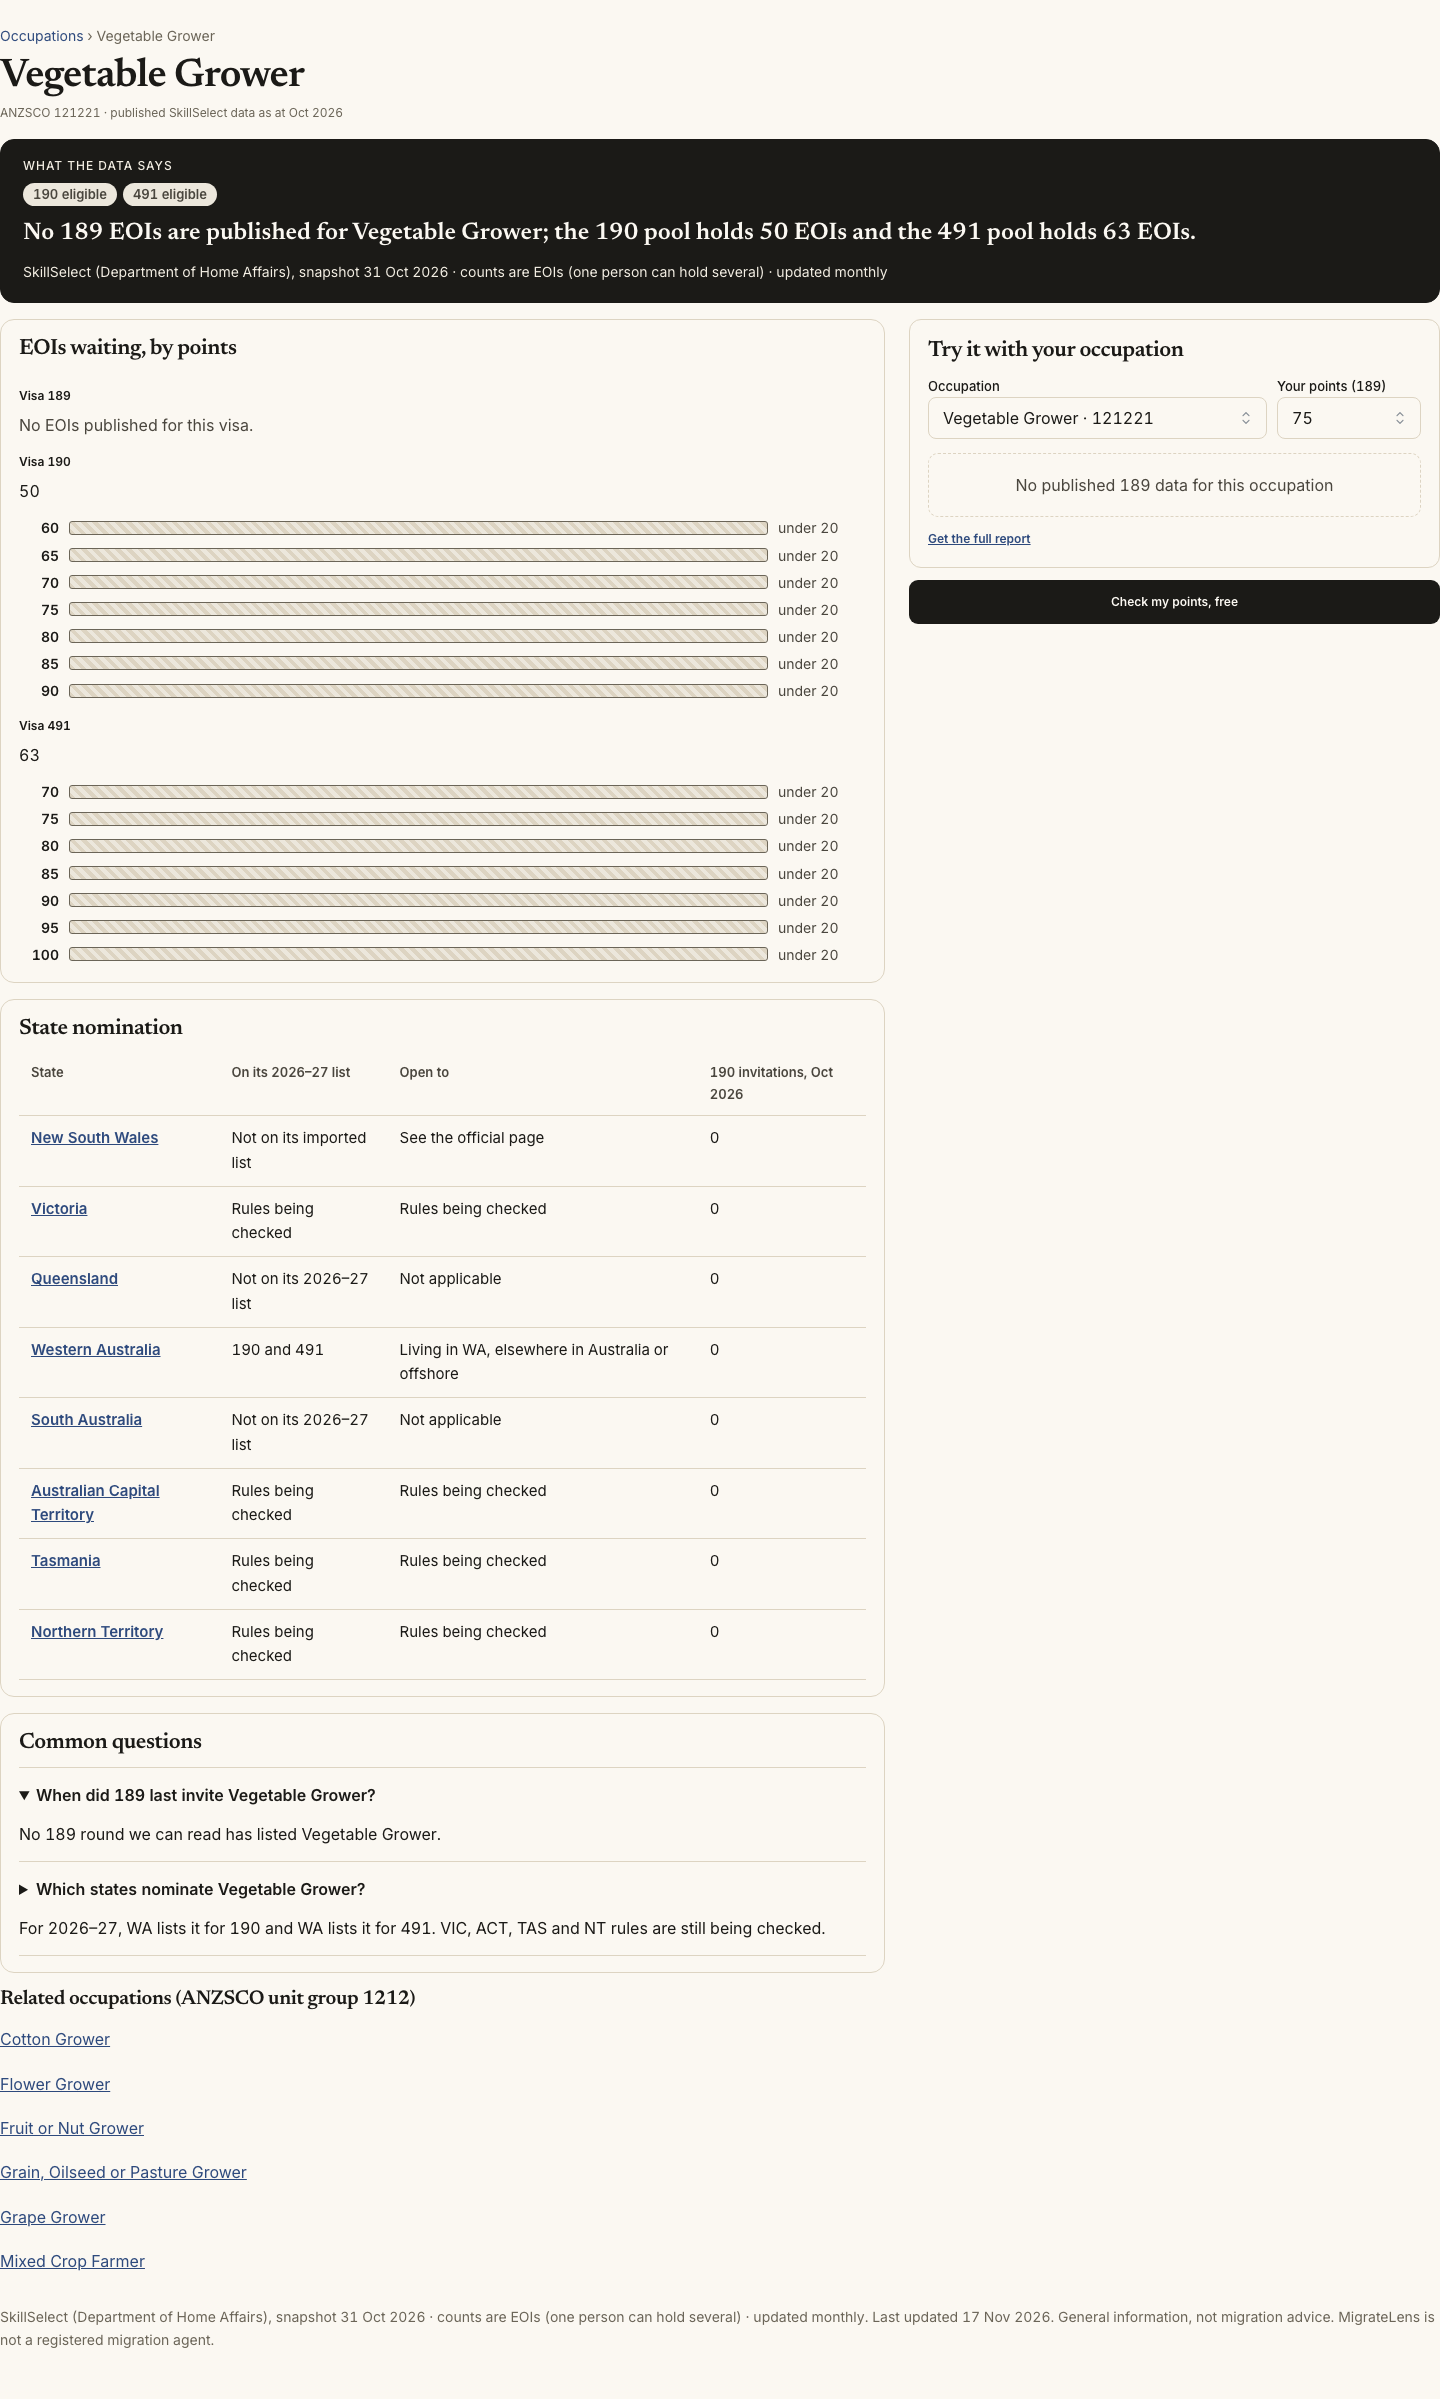 Occupations › Vegetable Grower
Vegetable Grower
ANZSCO 121221 · published SkillSelect data as at Oct 2026
WHAT THE DATA SAYS
190 eligible 491 eligible
No 189 EOIs are published for Vegetable Grower; the 190 pool holds 50 EOIs and the 491 pool holds 63 EOIs.
SkillSelect (Department of Home Affairs), snapshot 31 Oct 2026 · counts are EOIs (one person can hold several) · updated monthly
EOIs waiting, by points
Visa 189
No EOIs published for this visa.
Visa 190
50
60 under 20
65 under 20
70 under 20
75 under 20
80 under 20
85 under 20
90 under 20
Visa 491
63
70 under 20
75 under 20
80 under 20
85 under 20
90 under 20
95 under 20
100 under 20
Try it with your occupation
Occupation Your points (189)
Vegetable Grower · 121221 75
No published 189 data for this occupation
Get the full report
Check my points, free
State nomination
State On its 2026–27 list Open to 190 invitations, Oct
2026
New South Wales Not on its imported See the official page 0
list
Victoria Rules being Rules being checked 0
checked
Queensland Not on its 2026–27 Not applicable 0
list
Western Australia 190 and 491 Living in WA, elsewhere in Australia or 0
offshore
South Australia Not on its 2026–27 Not applicable 0
list
Australian Capital Rules being Rules being checked 0
Territory checked
Tasmania Rules being Rules being checked 0
checked
Northern Territory Rules being Rules being checked 0
checked
Common questions
When did 189 last invite Vegetable Grower?
No 189 round we can read has listed Vegetable Grower.
Which states nominate Vegetable Grower?
For 2026–27, WA lists it for 190 and WA lists it for 491. VIC, ACT, TAS and NT rules are still being checked.
Related occupations (ANZSCO unit group 1212)
Cotton Grower
Flower Grower
Fruit or Nut Grower
Grain, Oilseed or Pasture Grower
Grape Grower
Mixed Crop Farmer
SkillSelect (Department of Home Affairs), snapshot 31 Oct 2026 · counts are EOIs (one person can hold several) · updated monthly. Last updated 17 Nov 2026. General information, not migration advice. MigrateLens is
not a registered migration agent.